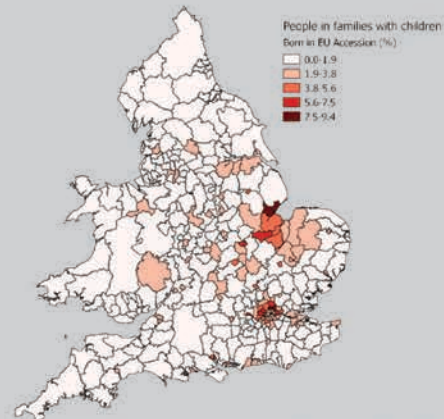 People in families with children
Born in EU Accession (%)
0.0-1.9
1.9-3.8
3.8-5.6
5.6-7.5
7.5-9.4